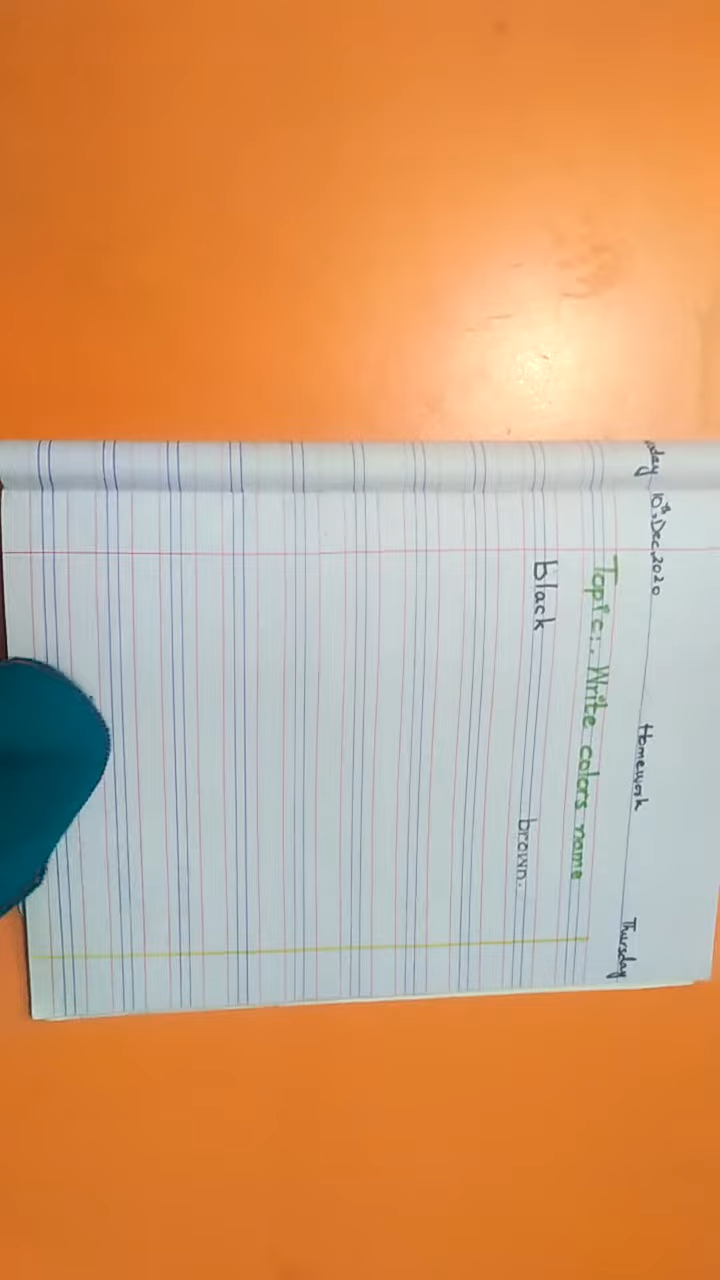 10th, Dec, 2020 Homework Thursday
Topic:. Write colors name
black brown.